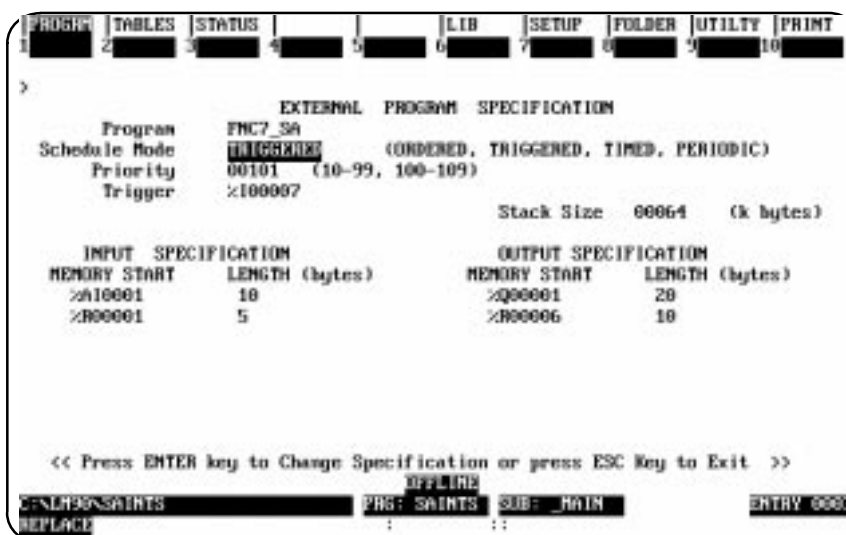 PROGRM |TABLES |STATUS | | |LIB |SETUP |FOLDER |UTILTY |PRINT
1 2 3 4 5 6 7 8 9 10
>
EXTERNAL PROGRAM SPECIFICATION
Program FMC7_SA
Schedule Mode TRIGGERED (ORDERED, TRIGGERED, TIMED, PERIODIC)
Priority 00101 (10-99, 100-109)
Trigger %I00007
Stack Size 00064 (k bytes)
INPUT SPECIFICATION OUTPUT SPECIFICATION
MEMORY START LENGTH (bytes) MEMORY START LENGTH (bytes)
%AI0001 10 %Q00001 20
%R00001 5 %R00006 10
<< Press ENTER key to Change Specification or press ESC Key to Exit >>
OFFLINE
C:\LM90\SAINTS PRG: SAINTS SUB: _MAIN ENTRY
REPLACE : ::